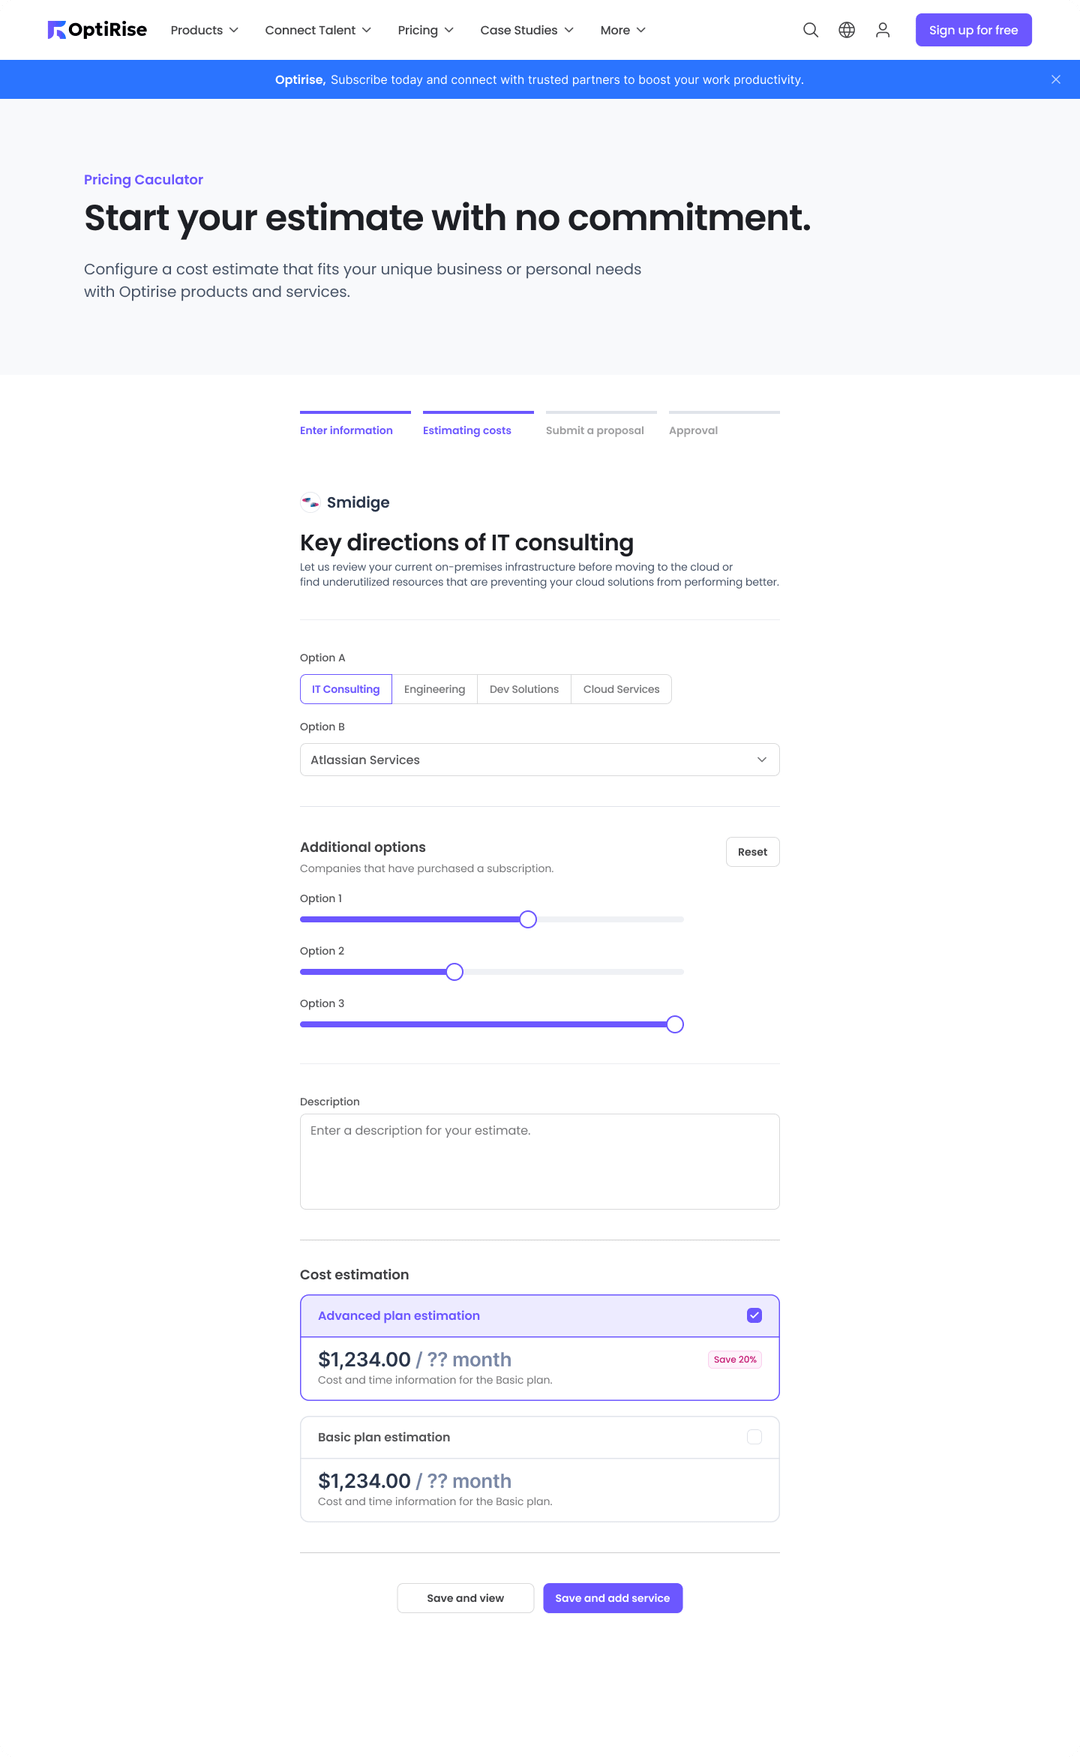 OptiRise
Products
Connect Talent
Pricing
Case Studies
More
Sign up for free
Optirise, Subscribe today and connect with trusted partners to boost your work productivity.
Pricing Caculator
Start your estimate with no commitment.
Configure a cost estimate that fits your unique business or personal needs
with Optirise products and services.
Enter information
Estimating costs
Submit a proposal
Approval
Smidige
Key directions of IT consulting
Let us review your current on-premises infrastructure before moving to the cloud or
find underutilized resources that are preventing your cloud solutions from performing better.
Option A
IT Consulting
Engineering
Dev Solutions
Cloud Services
Option B
Atlassian Services
Additional options
Reset
Companies that have purchased a subscription.
Option 1
Option 2
Option 3
Description
Enter a description for your estimate.
Cost estimation
Advanced plan estimation
$1,234.00 / ?? month
Save 20%
Cost and time information for the Basic plan.
Basic plan estimation
$1,234.00 / ?? month
Cost and time information for the Basic plan.
Save and view
Save and add service